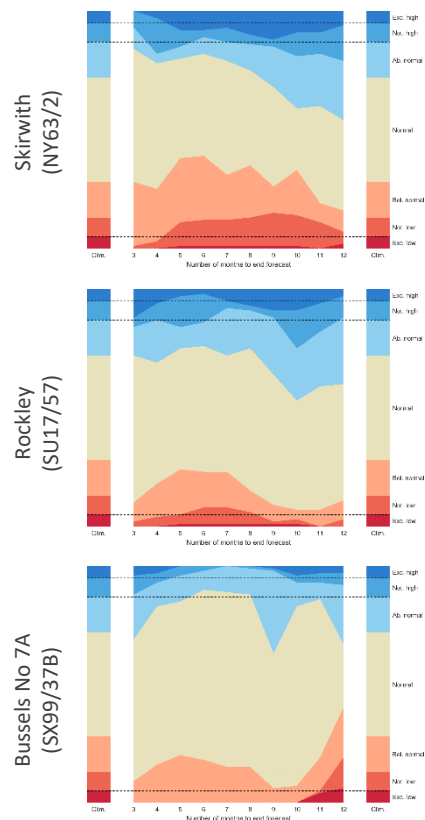 Skirwith
(NY63/2)
Exc. high
Not. high
Ab. normal
Normal
Bel. normal
Not. low
Exc. low
Clim. 3 4 5 6 7 8 9 10 11 12 Clim.
Number of months to end forecast
Rockley
(SU17/57)
Exc. high
Not. high
Ab. normal
Normal
Bel. normal
Not. low
Exc. low
Clim. 3 4 5 6 7 8 9 10 11 12 Clim.
Number of months to end forecast
Bussels No 7A
(SX99/37B)
Exc. high
Not. high
Ab. normal
Normal
Bel. normal
Not. low
Exc. low
Clim. 3 4 5 6 7 8 9 10 11 12 Clim.
Number of months to end forecast